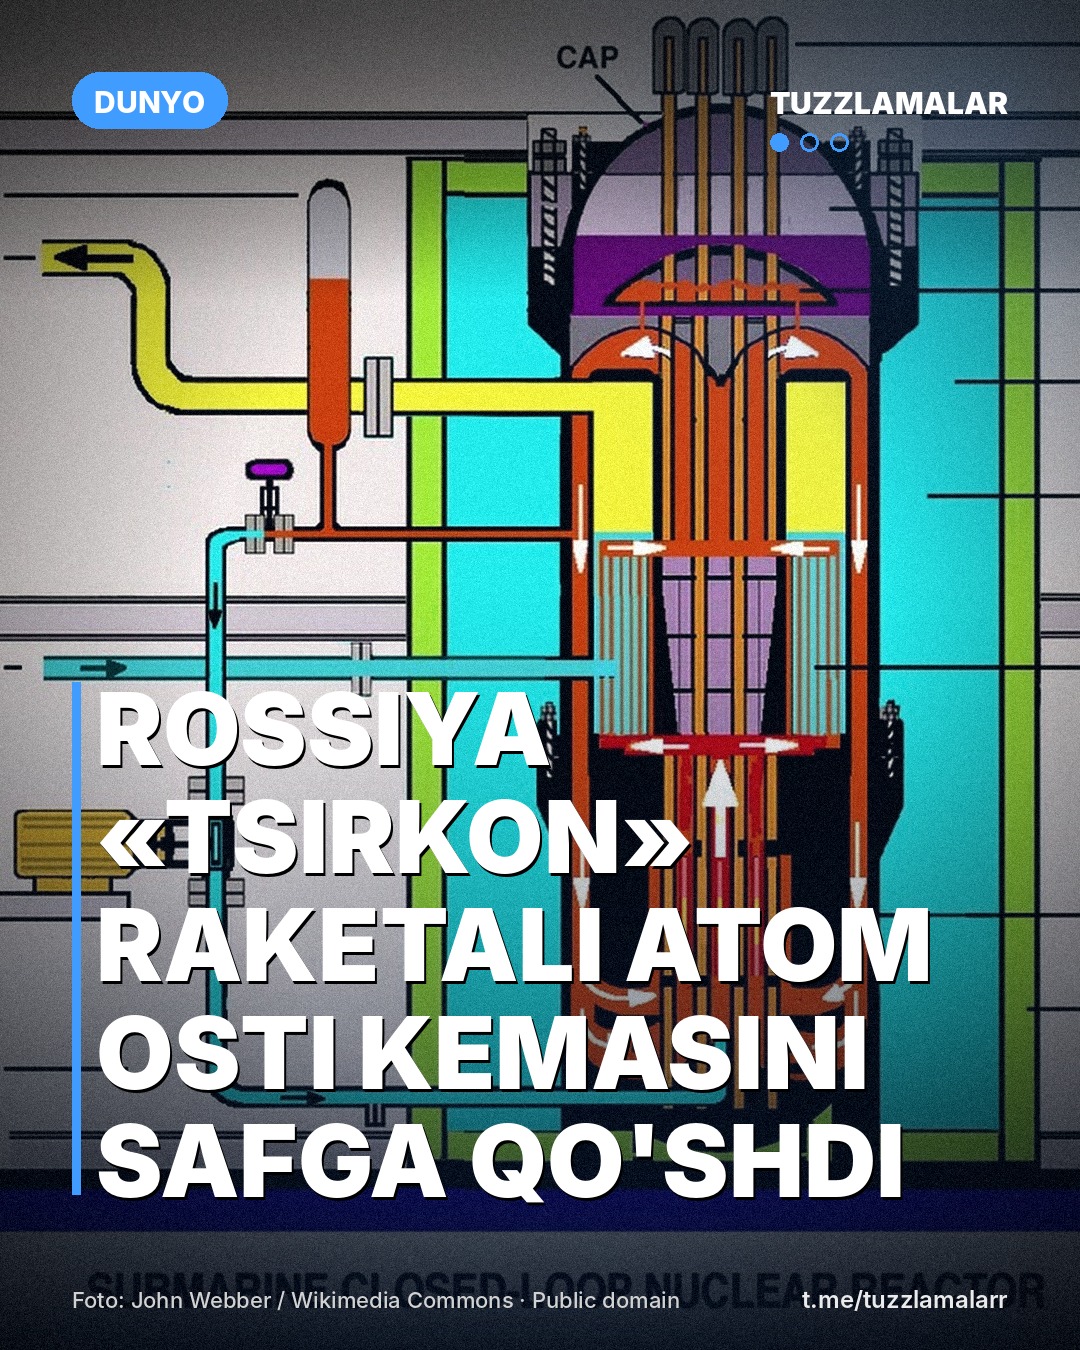 CAP
DUNYO
TUZZLAMALAR
ROSSIYA
«TSIRKON»
RAKETALI ATOM
OSTI KEMASINI
SAFGA QO'SHDI
SUBMARINE CLOSED LOOP NUCLEAR REACTOR
Foto: John Webber / Wikimedia Commons · Public domain
t.me/tuzzlamalarr